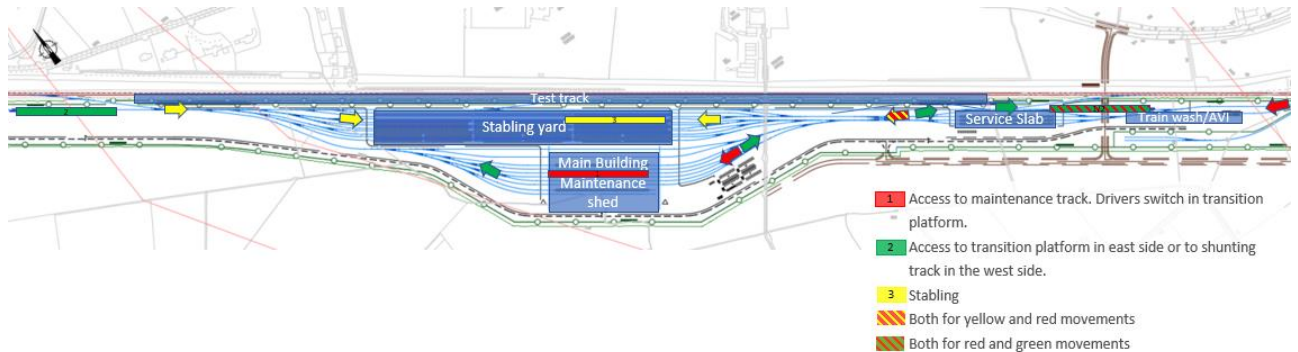 Test track
2
3
Stabling yard
Service Slab
Train wash/AVI
Main Building
Maintenance
shed
1 Access to maintenance track. Drivers switch in transition
platform.
2 Access to transition platform in east side or to shunting
track in the west side.
3 Stabling
Both for yellow and red movements
Both for red and green movements